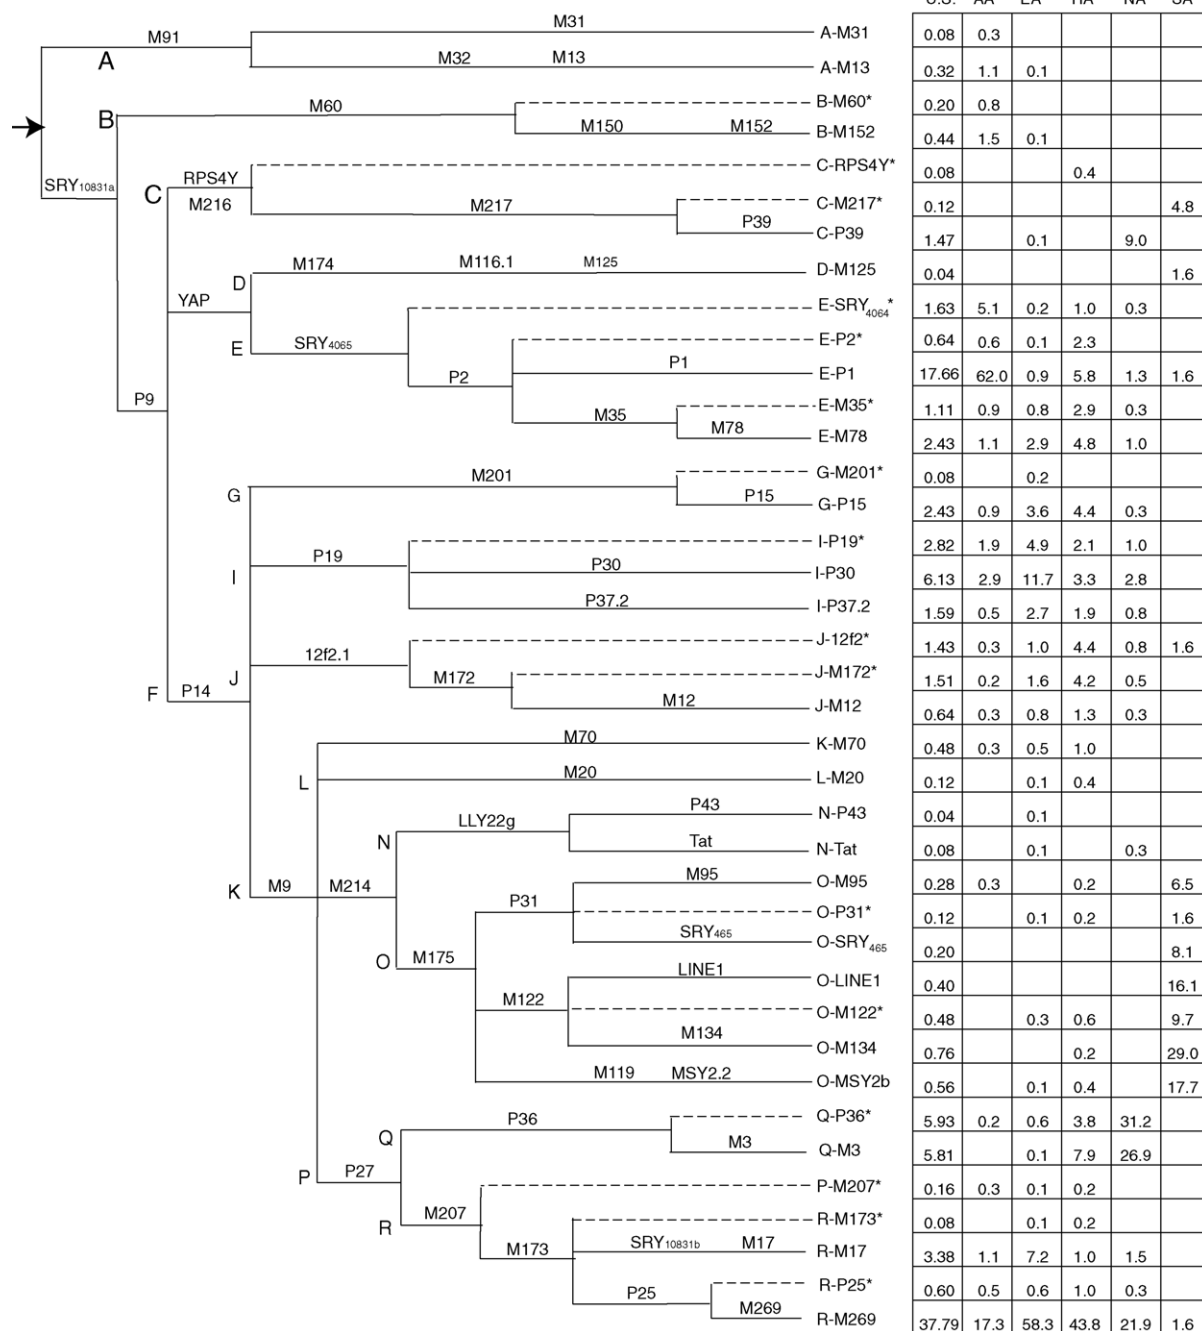 U.S. AA EA HA NA SA
M31
M91
A-M31 0.08 0.3
A
M32 M13
A-M13 0.32 1.1 0.1
M60
B-M60* 0.20 0.8
B
M150 M152
B-M152 0.44 1.5 0.1
C-RPS4Y* 0.08 0.4
SRY10831a
RPS4Y
C
M216
M217
C-M217* 0.12 4.8
P39
C-P39 1.47 0.1 9.0
M174 M116.1 M125
D-M125 0.04 1.6
D
YAP
E-SRY4064* 1.63 5.1 0.2 1.0 0.3
E
SRY4065
E-P2* 0.64 0.6 0.1 2.3
P1
P2
E-P1 17.66 62.0 0.9 5.8 1.3 1.6
P9
E-M35* 1.11 0.9 0.8 2.9 0.3
M35
M78
E-M78 2.43 1.1 2.9 4.8 1.0
M201
G-M201* 0.08 0.2
G
P15
G-P15 2.43 0.9 3.6 4.4 0.3
P19
I-P19* 2.82 1.9 4.9 2.1 1.0
I
P30
I-P30 6.13 2.9 11.7 3.3 2.8
P37.2
I-P37.2 1.59 0.5 2.7 1.9 0.8
12f2.1
J-12f2* 1.43 0.3 1.0 4.4 0.8 1.6
J
M172
J-M172* 1.51 0.2 1.6 4.2 0.5
F
P14
M12
J-M12 0.64 0.3 0.8 1.3 0.3
M70
K-M70 0.48 0.3 0.5 1.0
L
M20
L-M20 0.12 0.1 0.4
P43
N-P43 0.04 0.1
N
LLY22g
Tat
N-Tat 0.08 0.1 0.3
M95
O-M95 0.28 0.3 0.2 6.5
K
M9
M214
P31
O-P31* 0.12 0.1 0.2 1.6
SRY465
O-SRY465 0.20 8.1
O
M175
LINE1
O-LINE1 0.40 16.1
M122
O-M122* 0.48 0.3 0.6 9.7
M134
O-M134 0.76 0.2 29.0
M119 MSY2.2
O-MSY2b 0.56 0.1 0.4 17.7
P36
Q-P36* 5.93 0.2 0.6 3.8 31.2
Q
M3
Q-M3 5.81 0.1 7.9 26.9
P
P27
P-M207* 0.16 0.3 0.1 0.2
R
M207
R-M173* 0.08 0.1 0.2
M173
SRY10831b M17
R-M17 3.38 1.1 7.2 1.0 1.5
P25
R-P25* 0.60 0.5 0.6 1.0 0.3
M269
R-M269 37.79 17.3 58.3 43.8 21.9 1.6